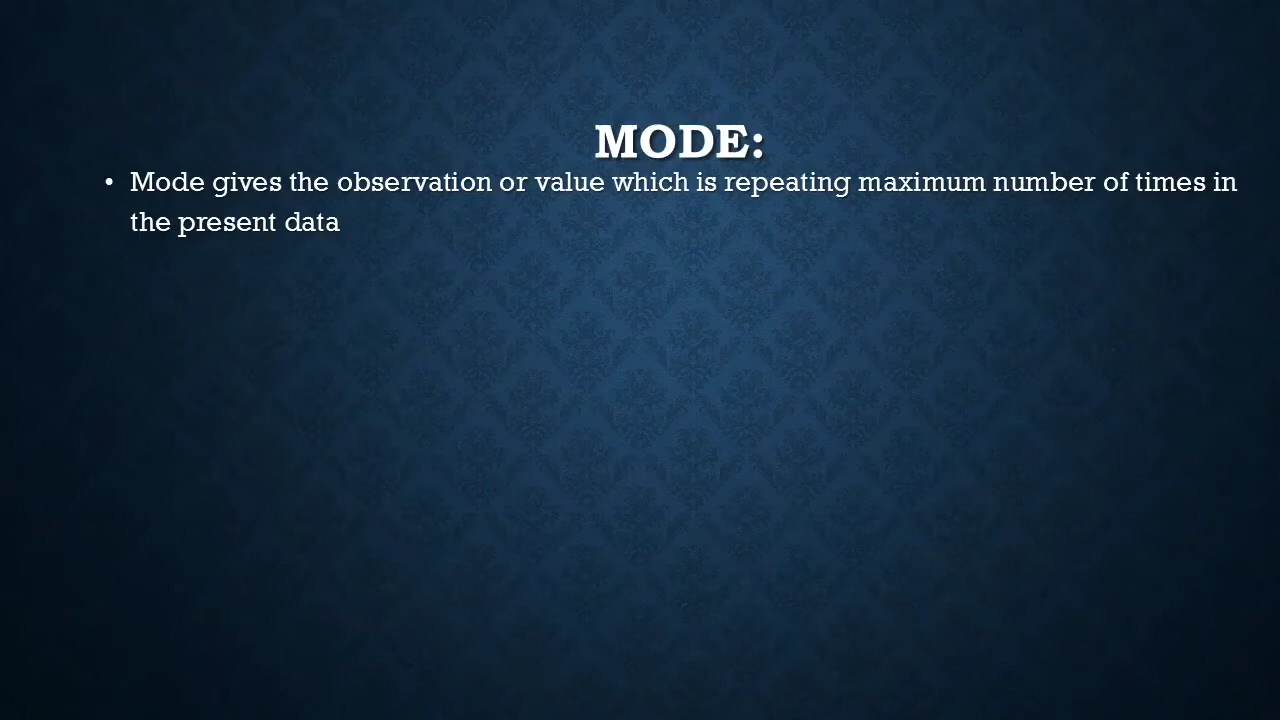 MODE:
• Mode gives the observation or value which is repeating maximum number of times in
the present data